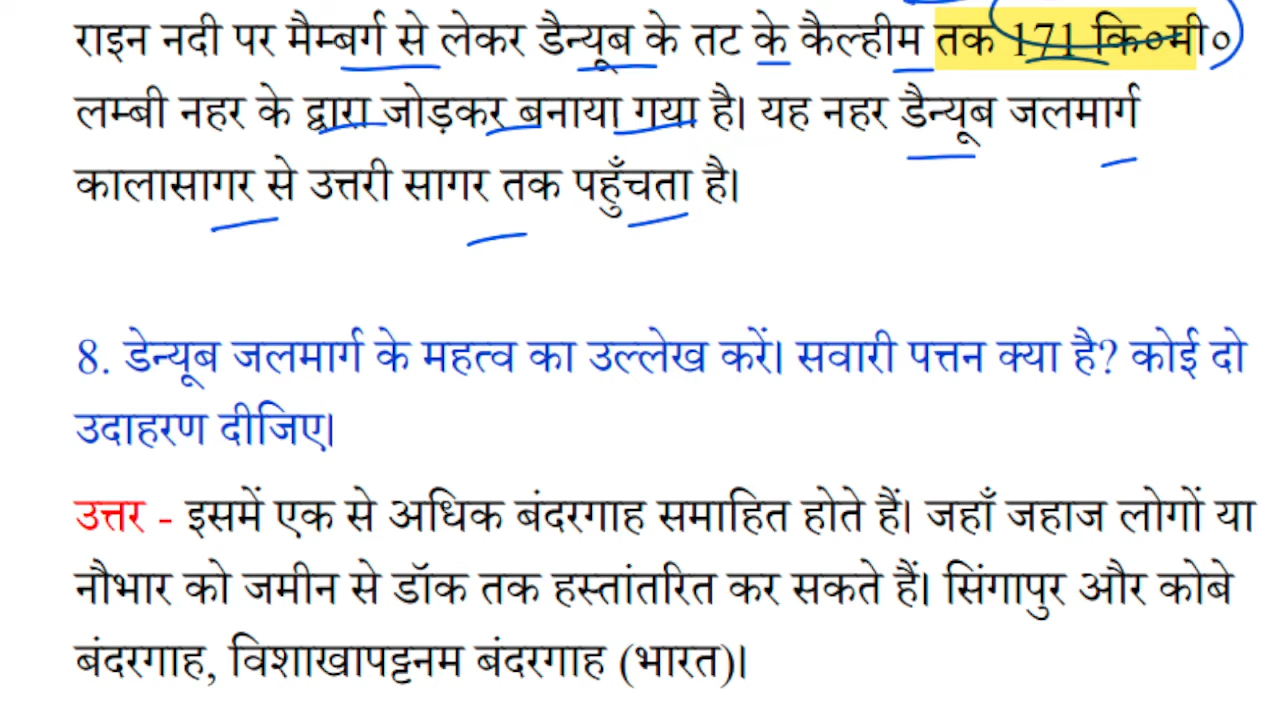 राइन नदी पर मैम्बर्ग से लेकर डैन्यूब के तट के कैल्हीम तक 171 कि०मी०
लम्बी नहर के द्वारा जोड़कर बनाया गया है। यह नहर डैन्यूब जलमार्ग
कालासागर से उत्तरी सागर तक पहुँचता है।
8. डेन्यूब जलमार्ग के महत्व का उल्लेख करें। सवारी पत्तन क्या है? कोई दो
उदाहरण दीजिए।
उत्तर - इसमें एक से अधिक बंदरगाह समाहित होते हैं। जहाँ जहाज लोगों या
नौभार को जमीन से डॉक तक हस्तांतरित कर सकते हैं। सिंगापुर और कोबे
बंदरगाह, विशाखापट्टनम बंदरगाह (भारत)।